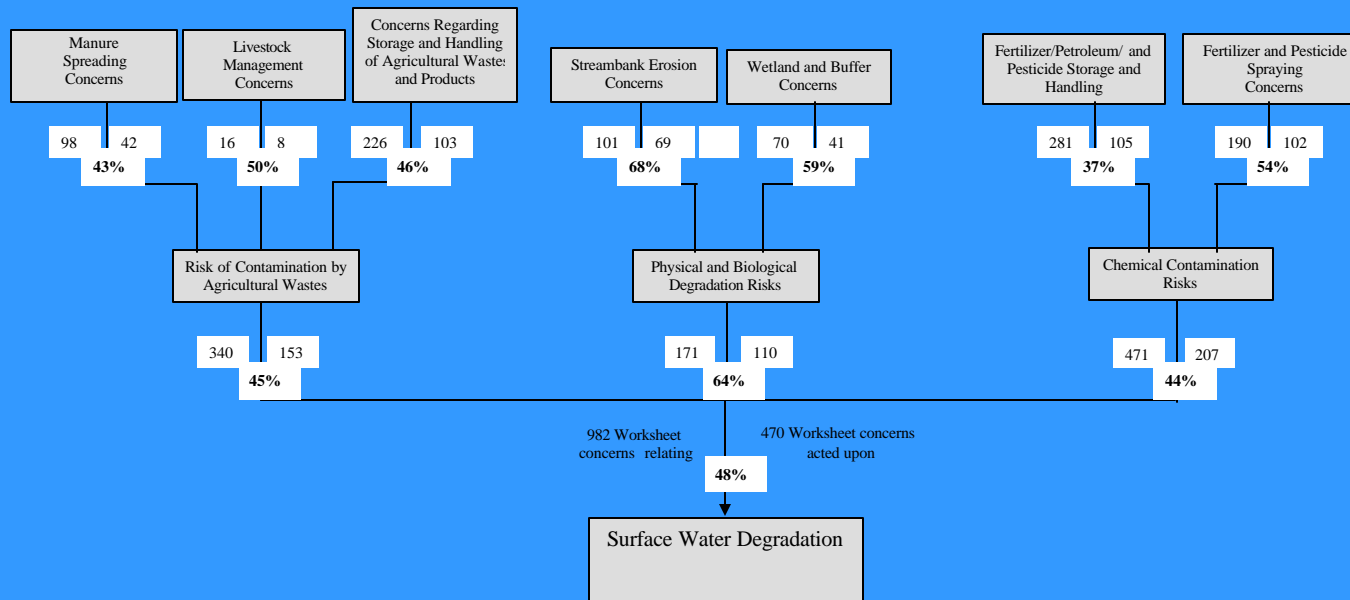 Manure
Spreading
Concerns
Livestock
Management
Concerns
Concerns Regarding
Storage and Handling
of Agricultural Wastes
and Products
Streambank Erosion
Concerns
Wetland and Buffer
Concerns
Fertilizer/Petroleum/ and
Pesticide Storage and
Handling
Fertilizer and Pesticide
Spraying
Concerns
98 42
43%
16 8
50%
226 103
46%
101 69
68%
70 41
59%
281 105
37%
190 102
54%
Risk of Contamination by
Agricultural Wastes
Physical and Biological
Degradation Risks
Chemical Contamination
Risks
340 153
45%
171 110
64%
471 207
44%
982 Worksheet
concerns relating
470 Worksheet concerns
acted upon
48%
Surface Water Degradation